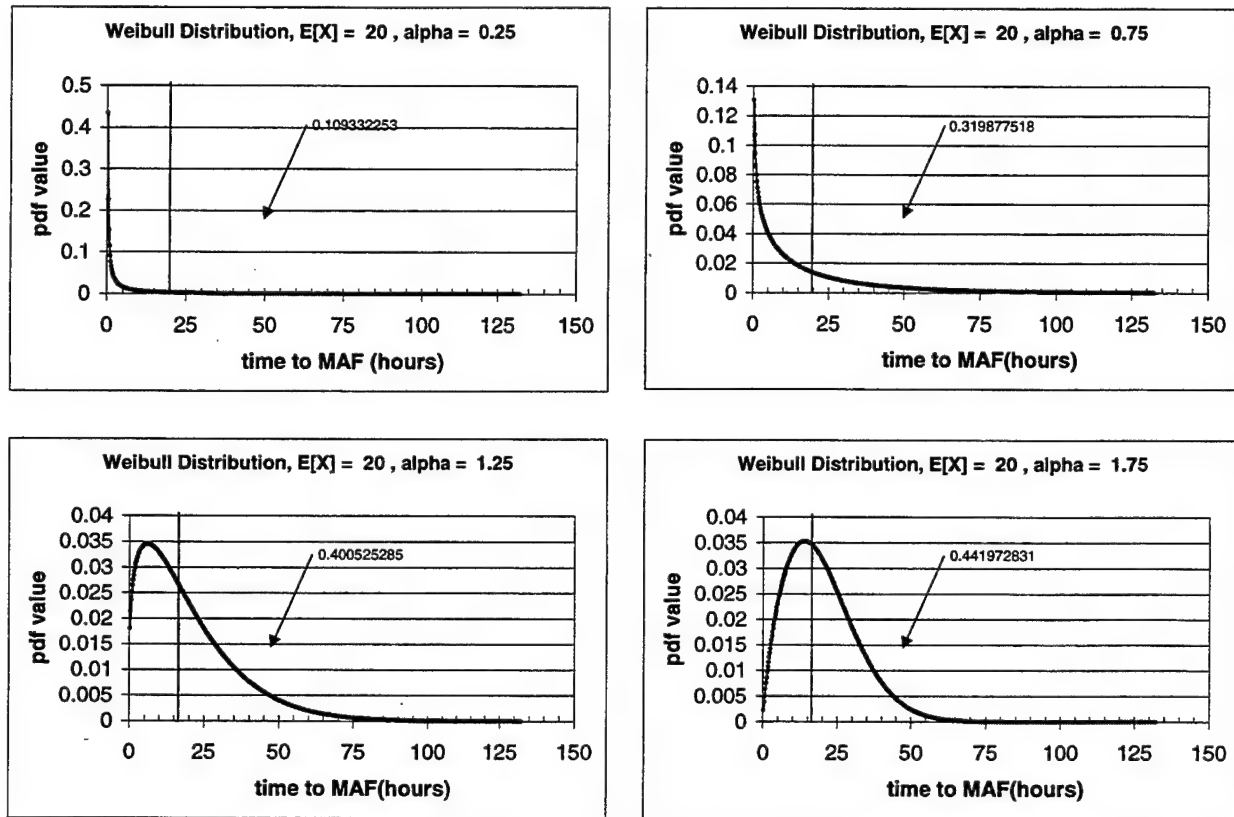 Weibull Distribution, E[X] = 20 , alpha = 0.25
0.5
0.4
0.3
0.2
0.1
0
pdf value
0.109332253
0 25 50 75 100 125 150
time to MAF (hours)
Weibull Distribution, E[X] = 20 , alpha = 0.75
0.14
0.12
0.1
0.08
0.06
0.04
0.02
0
pdf value
0.319877518
0 25 50 75 100 125 150
time to MAF(hours)
Weibull Distribution, E[X] = 20 , alpha = 1.25
0.04
0.035
0.03
0.025
0.02
0.015
0.01
0.005
0
pdf value
0.400525285
0 25 50 75 100 125 150
time to MAF(hours)
Weibull Distribution, E[X] = 20 , alpha = 1.75
0.04
0.035
0.03
0.025
0.02
0.015
0.01
0.005
0
pdf value
0.441972831
0 25 50 75 100 125 150
time to MAF(hours)